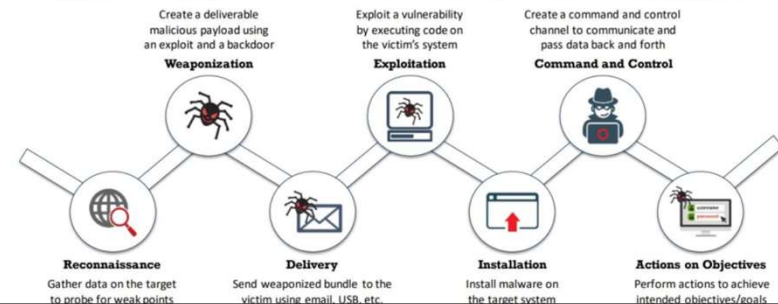 Create a deliverable
malicious payload using
an exploit and a backdoor
Weaponization
Exploit a vulnerability
by executing code on
the victim's system
Exploitation
Create a command and control
channel to communicate and
pass data back and forth
Command and Control
Reconnaissance
Gather data on the target
to probe for weak points
Delivery
Send weaponized bundle to the
victim using email, USB, etc.
Installation
Install malware on
the target system
Actions on Objectives
Perform actions to achieve
intended objectives/goals
username
password